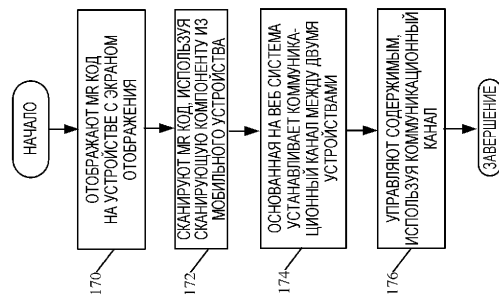 НАЧАЛО
170
ОТОБРАЖАЮТ MR КОД
НА УСТРОЙСТВЕ С ЭКРАНОМ
ОТОБРАЖЕНИЯ
172
СКАНИРУЮТ MR КОД, ИСПОЛЬЗУЯ
СКАНИРУЮЩУЮ КОМПОНЕНТУ ИЗ
МОБИЛЬНОГО УСТРОЙСТВА
174
ОСНОВАННАЯ НА ВЕБ СИСТЕМА
УСТАНАВЛИВАЕТ КОММУНИКА-
ЦИОННЫЙ КАНАЛ МЕЖДУ ДВУМЯ
УСТРОЙСТВАМИ
176
УПРАВЛЯЮТ СОДЕРЖИМЫМ,
ИСПОЛЬЗУЯ КОММУНИКАЦИОННЫЙ
КАНАЛ
ЗАВЕРШЕНИЕ